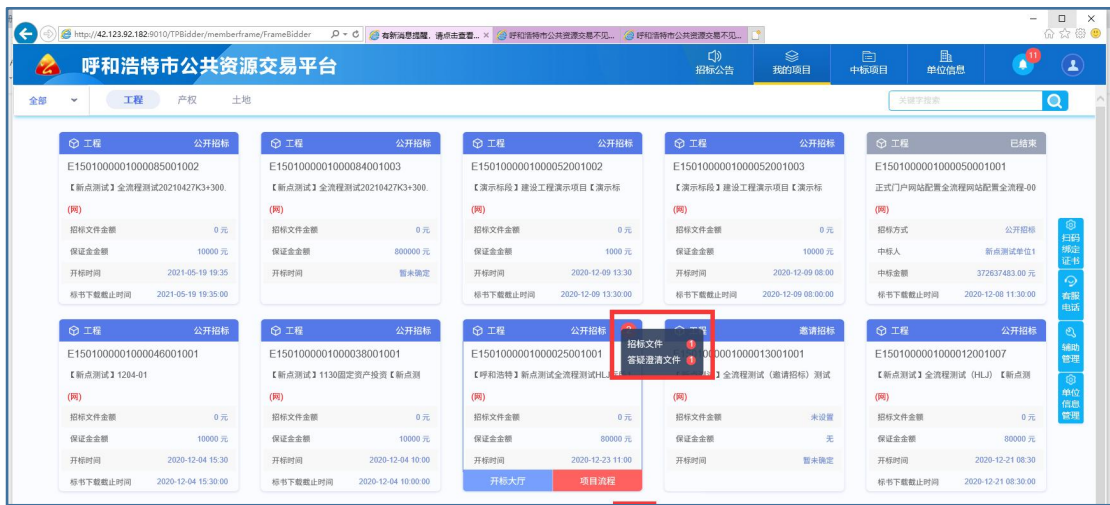 http://42.123.92.182:9010/TPBidder/memberframe/FrameBidder
有新消息提醒，请点击查看...
呼和浩特市公共资源交易不见...
呼和浩特市公共资源交易不见...
呼和浩特市公共资源交易平台
招标公告
我的项目
中标项目
单位信息
11
全部
工程
产权
土地
关键字检索
工程 公开招标
E1501000001000085001002
【新点测试】全流程测试20210427K3+300.
(网)
招标文件金额 0 元
保证金金额 10000 元
开标时间 2021-05-19 19:35
标书下载截止时间 2021-05-19 19:35:00
工程 公开招标
E1501000001000084001003
【新点测试】全流程测试20210427K3+300.
(网)
招标文件金额 0 元
保证金金额 800000 元
开标时间 暂未确定
工程 公开招标
E1501000001000052001002
【演示标段】建设工程演示项目【演示标
(网)
招标文件金额 0 元
保证金金额 1000 元
开标时间 2020-12-09 13:30
标书下载截止时间 2020-12-09 13:30:00
工程 公开招标
E1501000001000052001003
【演示标段】建设工程演示项目【演示标
(网)
招标文件金额 0 元
保证金金额 10000 元
开标时间 2020-12-09 08:00
标书下载截止时间 2020-12-09 08:00:00
工程 已结束
E1501000001000050001001
正式门户网站配置全流程网站配置全流程-00
(网)
招标方式 公开招标
中标人 新点测试单位1
中标金额 372637483.00 元
标书下载截止时间 2020-12-08 11:30:00
工程 公开招标
E1501000001000046001001
【新点测试】1204-01
(网)
招标文件金额 0 元
保证金金额 10000 元
开标时间 2020-12-04 15:30
标书下载截止时间 2020-12-04 15:30:00
工程 公开招标
E1501000001000038001001
【新点测试】1130固定资产投资【新点测
(网)
招标文件金额 0 元
保证金金额 10000 元
开标时间 2020-12-04 10:00
标书下载截止时间 2020-12-04 10:00:00
工程 公开招标
E1501000001000025001001
【呼和浩特】新点测试全流程测试HL
(网)
招标文件金额 0 元
保证金金额 80000 元
开标时间 2020-12-23 11:00
开标大厅 项目流程
招标文件 1
答疑澄清文件 1
工程 邀请招标
000001000013001001
全流程测试（邀请招标）测试
(网)
招标文件金额 未设置
保证金金额 无
开标时间 暂未确定
工程 公开招标
E1501000001000012001007
【新点测试】全流程测试（HLJ）【新点测
(网)
招标文件金额 0 元
保证金金额 80000 元
开标时间 2020-12-21 08:30
标书下载截止时间 2020-12-21 08:30:00
扫码
绑定
证书
客服
电话
辅助
管理
单位
信息
管理